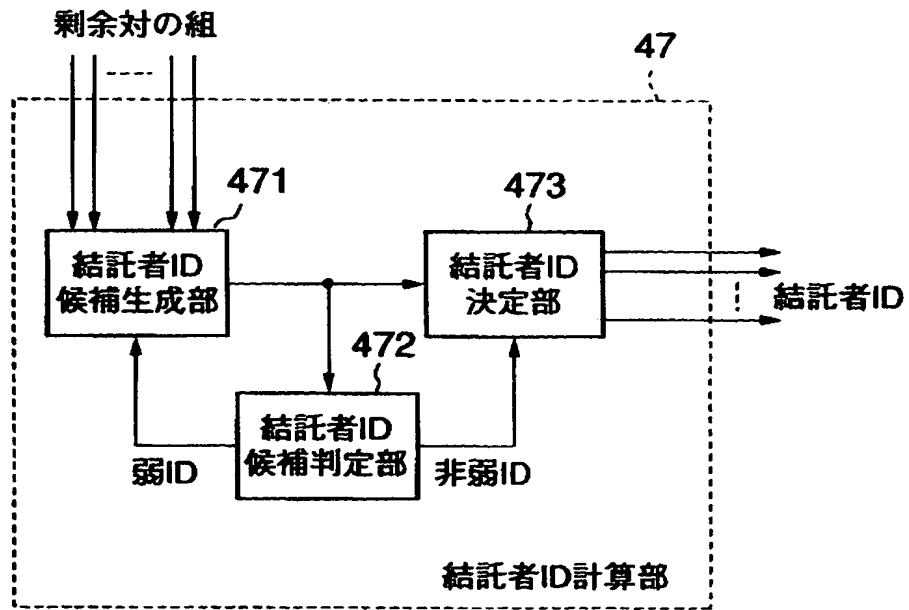 剰余対の組
47
471
結託者ID
候補生成部
473
結託者ID
決定部
結託者ID
472
結託者ID
候補判定部
弱ID
非弱ID
結託者ID計算部